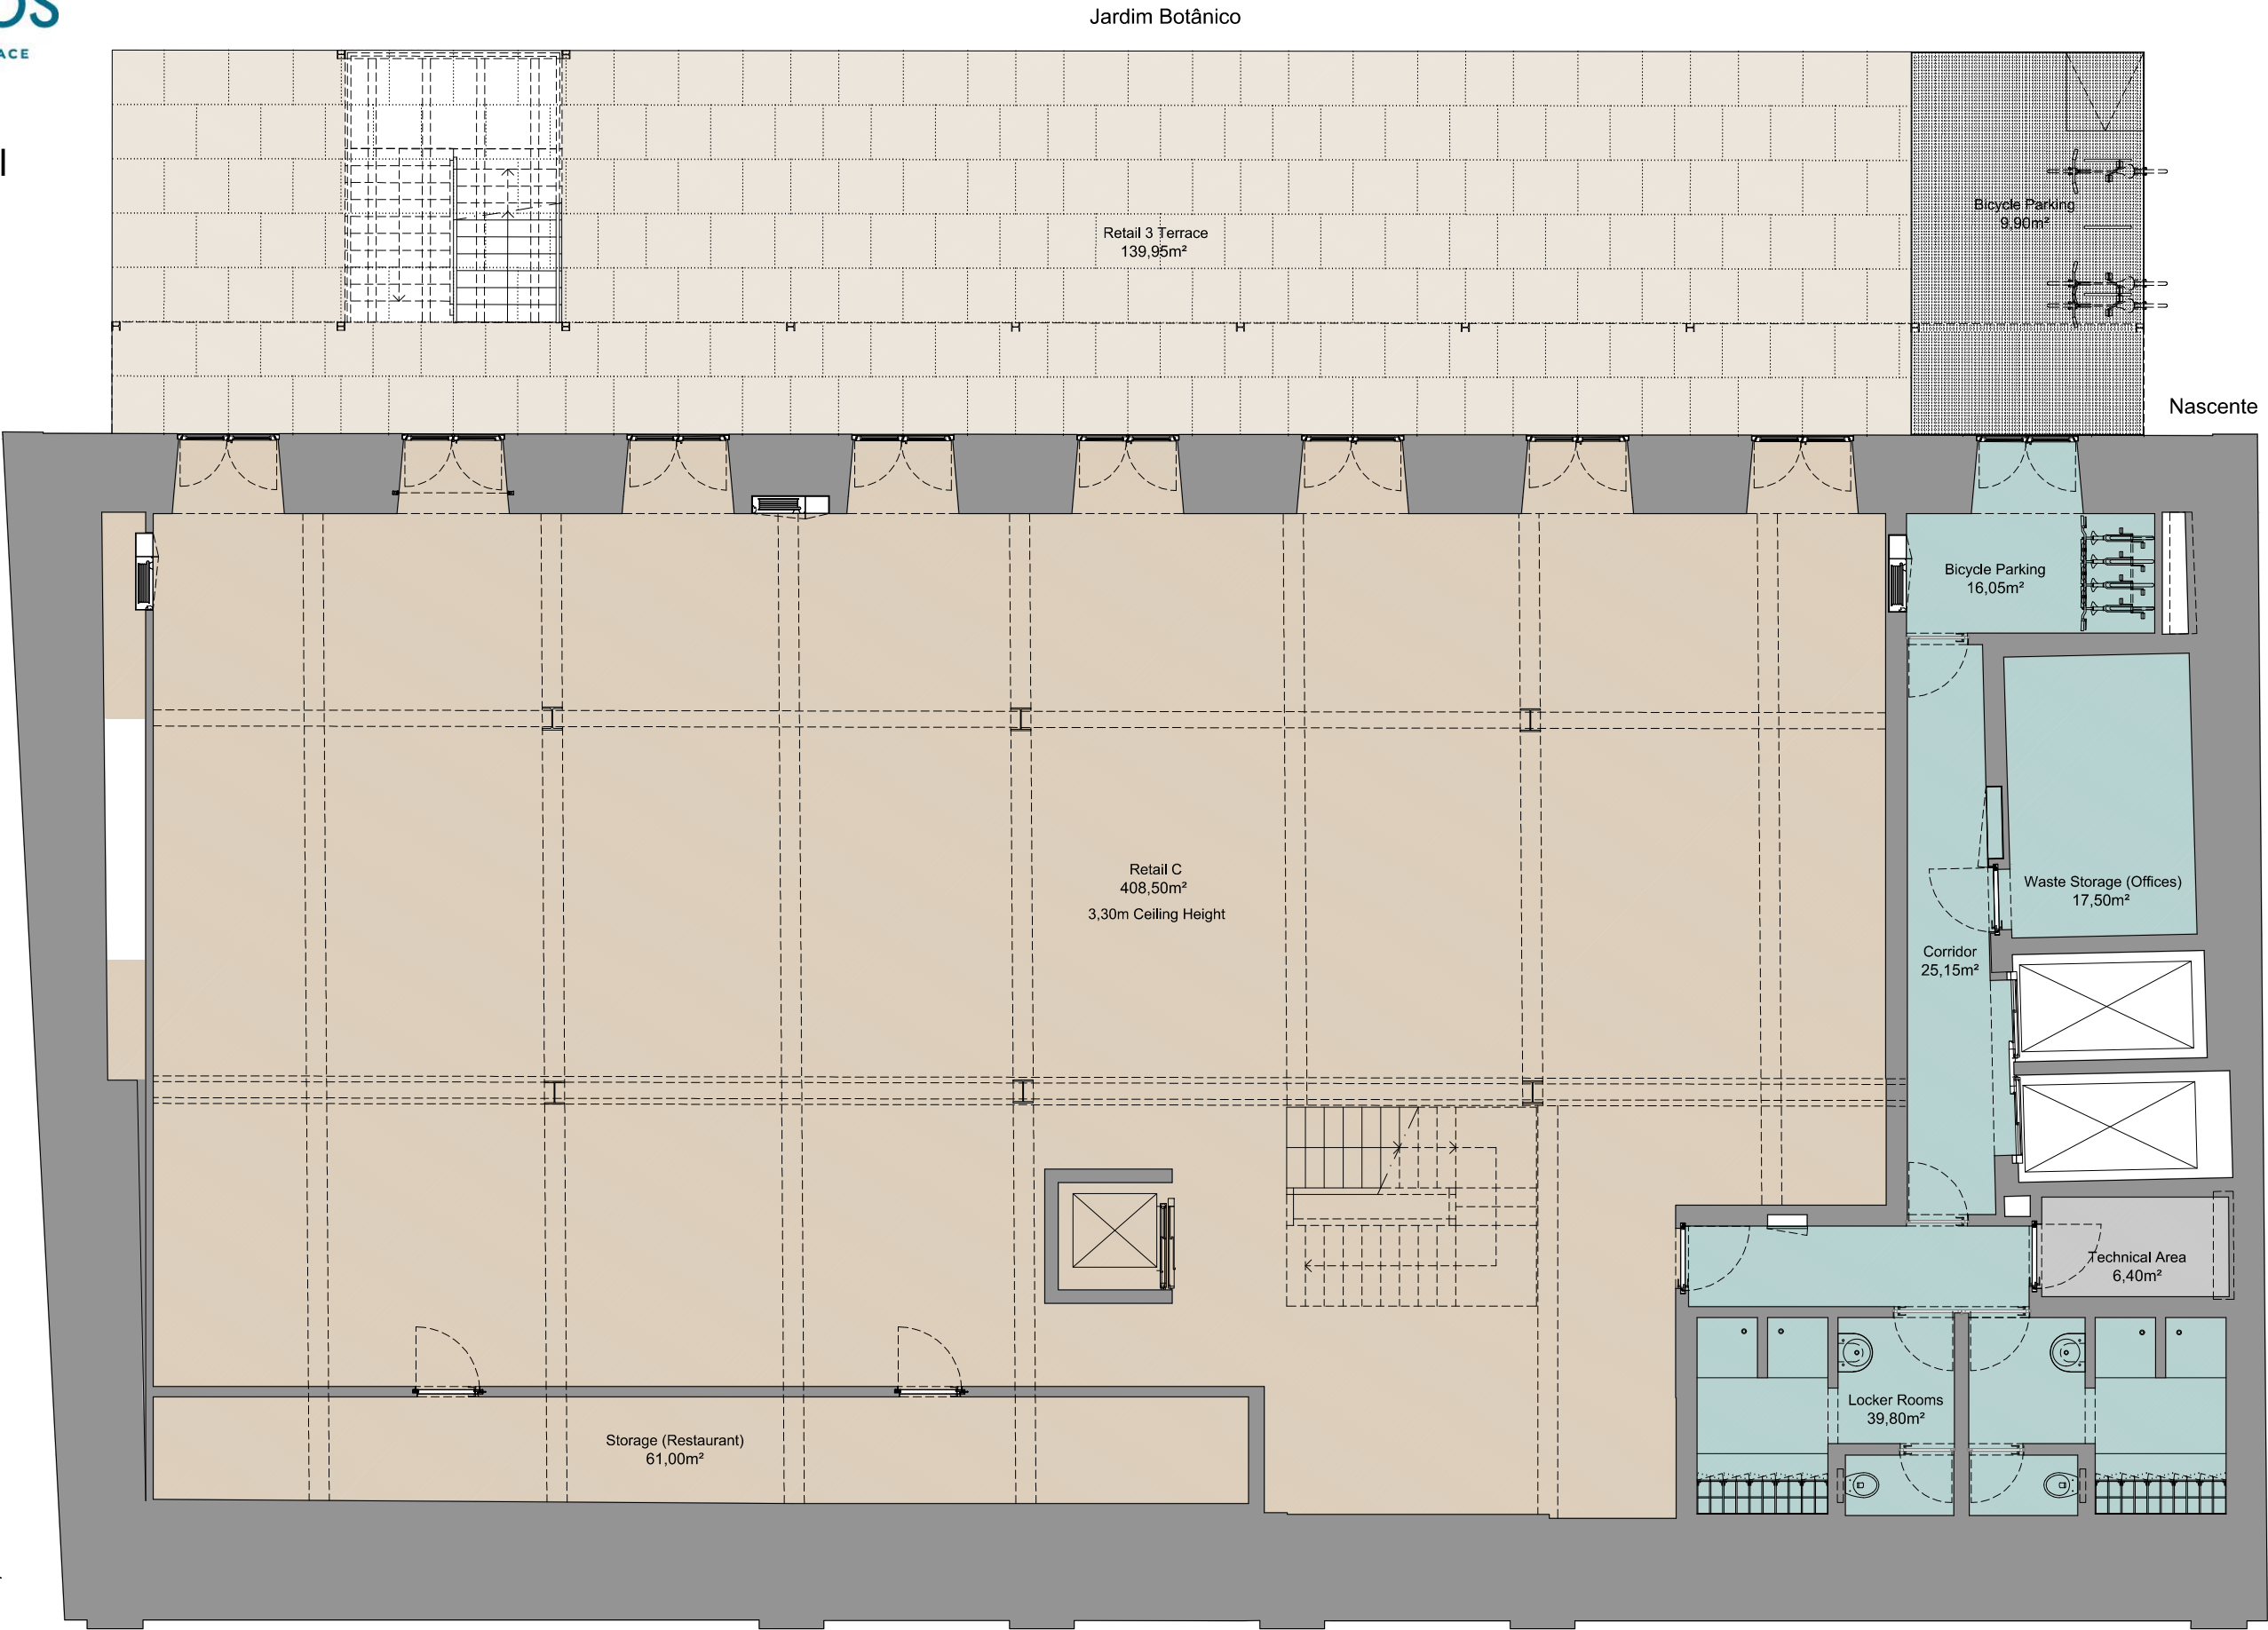 Jardim Botânico
Retail 3 Terrace
139,95m²
Bicycle Parking
9,90m²
Nascente
Bicycle Parking
16,05m²
Retail C
408,50m²
3,30m Ceiling Height
Waste Storage (Offices)
17,50m²
Corridor
25,15m²
Technical Area
6,40m²
Locker Rooms
39,80m²
Storage (Restaurant)
61,00m²